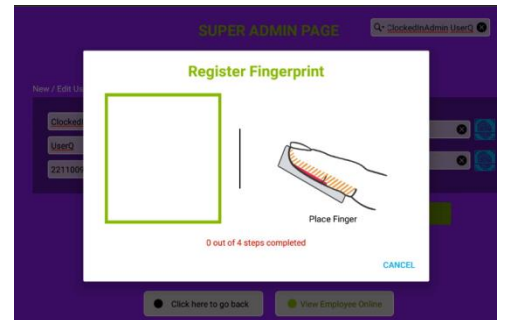 SUPER ADMIN PAGE
ClockedInAdmin UserQ
Register Fingerprint
New / Edit Us
Clocked
UserQ
2211009
Place Finger
0 out of 4 steps completed
CANCEL
Click here to go back
View Employee Online